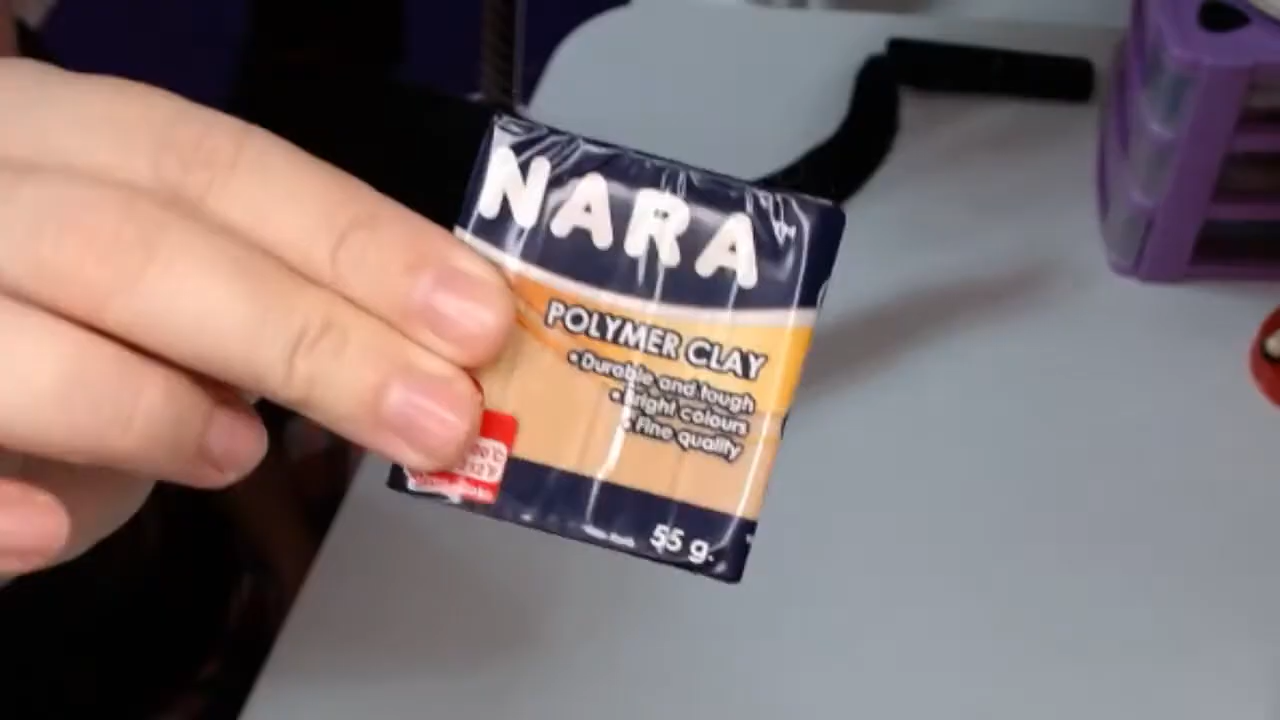 NARA
POLYMER CLAY
• Durable and tough
• Bright colours
• Fine quality
55 g.